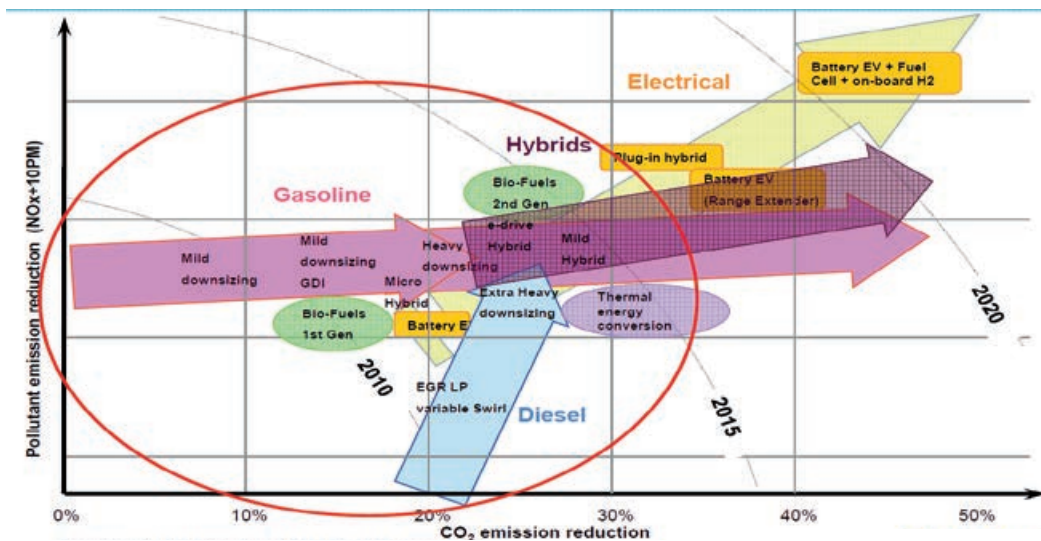 Pollutant emission reduction (NOx+10PM)
Electrical
Battery EV + Fuel
Cell + on-board H2
Hybrids
Plug-in hybrid
Battery EV
(Range Extender)
Bio-Fuels
2nd Gen
e-drive
Hybrid
Gasoline
Mild
downsizing
Mild
downsizing
GDI
Heavy
downsizing
Mild
Hybrid
Micro
Hybrid
Bio-Fuels
1st Gen
Battery E
Extra Heavy
downsizing
Thermal
energy
conversion
EGR LP
variable Swirl
Diesel
2010
2015
2020
0%
10%
20%
30%
40%
50%
CO₂ emission reduction